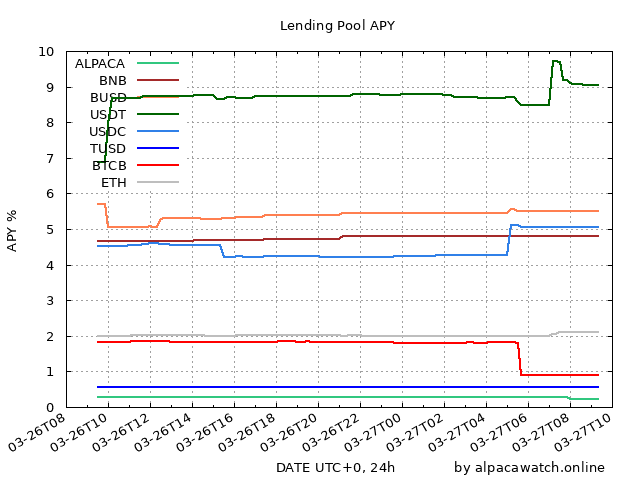 Lending Pool APY
10
9
8
7
6
5
4
3
2
1
0
APY %
ALPACA
BNB
BUSD
USDT
USDC
TUSD
BTCB
ETH
03-26T08
03-26T10
03-26T12
03-26T14
03-26T16
03-26T18
03-26T20
03-26T22
03-27T00
03-27T02
03-27T04
03-27T06
03-27T08
03-27T10
DATE UTC+0, 24h
by alpacawatch.online